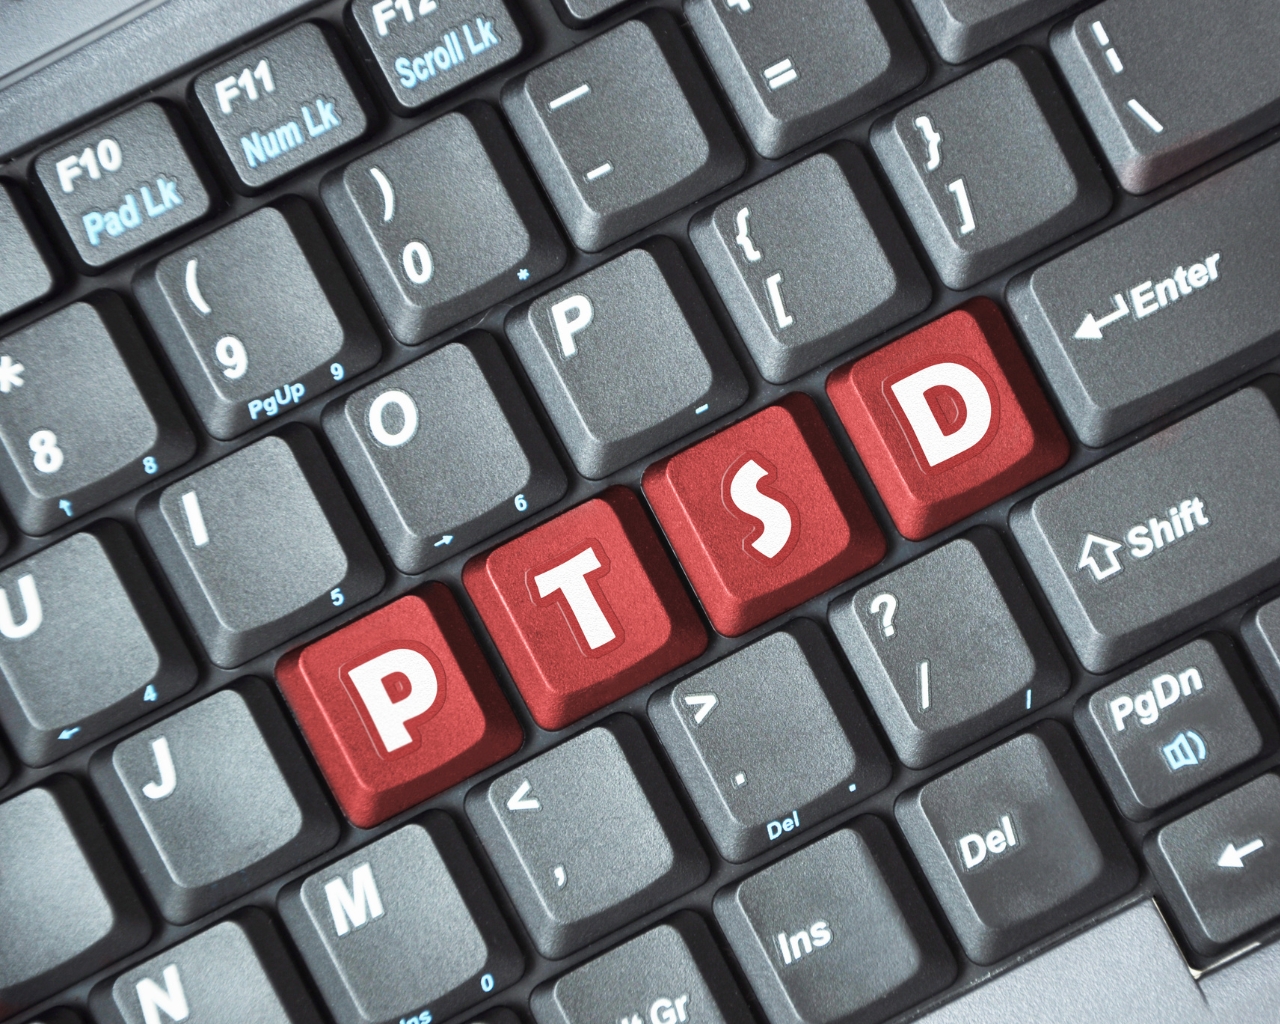 F10 Pad Lk
F11 Num Lk
F12 Scroll Lk
* 8 8 ↑
( 9 PgUp 9
) 0 *
— -
+ =
U 4 ←
I 5
O 6 →
P -
{ [
} ]
| \
J
P T S D
Enter
N
M 0
< ,
> . Del .
? / /
Shift
Gr
Ins
Del
PgDn
←